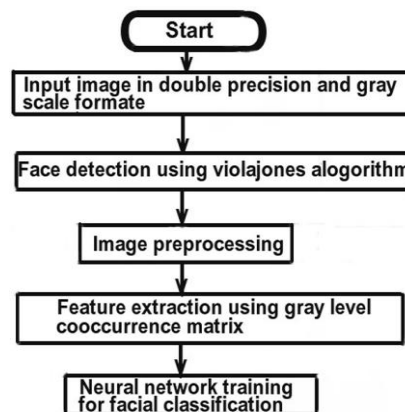 Start
Input image in double precision and gray
scale formate
Face detection using violajones alogorithm
Image preprocessing
Feature extraction using gray level
cooccurrence matrix
Neural network training
for facial classification